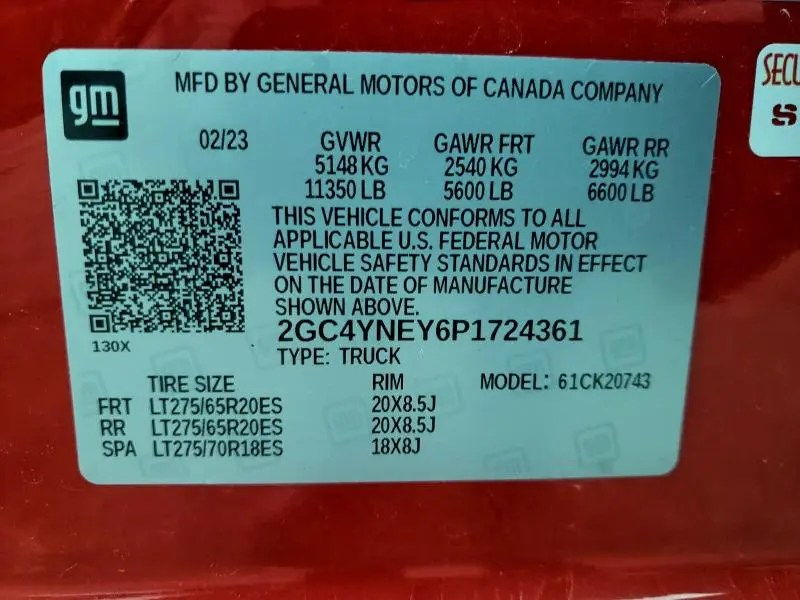 gm
MFD BY GENERAL MOTORS OF CANADA COMPANY
02/23 GVWR GAWR FRT GAWR RR
5148 KG 2540 KG 2994 KG
11350 LB 5600 LB 6600 LB
THIS VEHICLE CONFORMS TO ALL
APPLICABLE U.S. FEDERAL MOTOR
VEHICLE SAFETY STANDARDS IN EFFECT
ON THE DATE OF MANUFACTURE
SHOWN ABOVE.
2GC4YNEY6P1724361
130X
TYPE: TRUCK
TIRE SIZE RIM MODEL: 61CK20743
FRT LT275/65R20ES 20X8.5J
RR LT275/65R20ES 20X8.5J
SPA LT275/70R18ES 18X8J